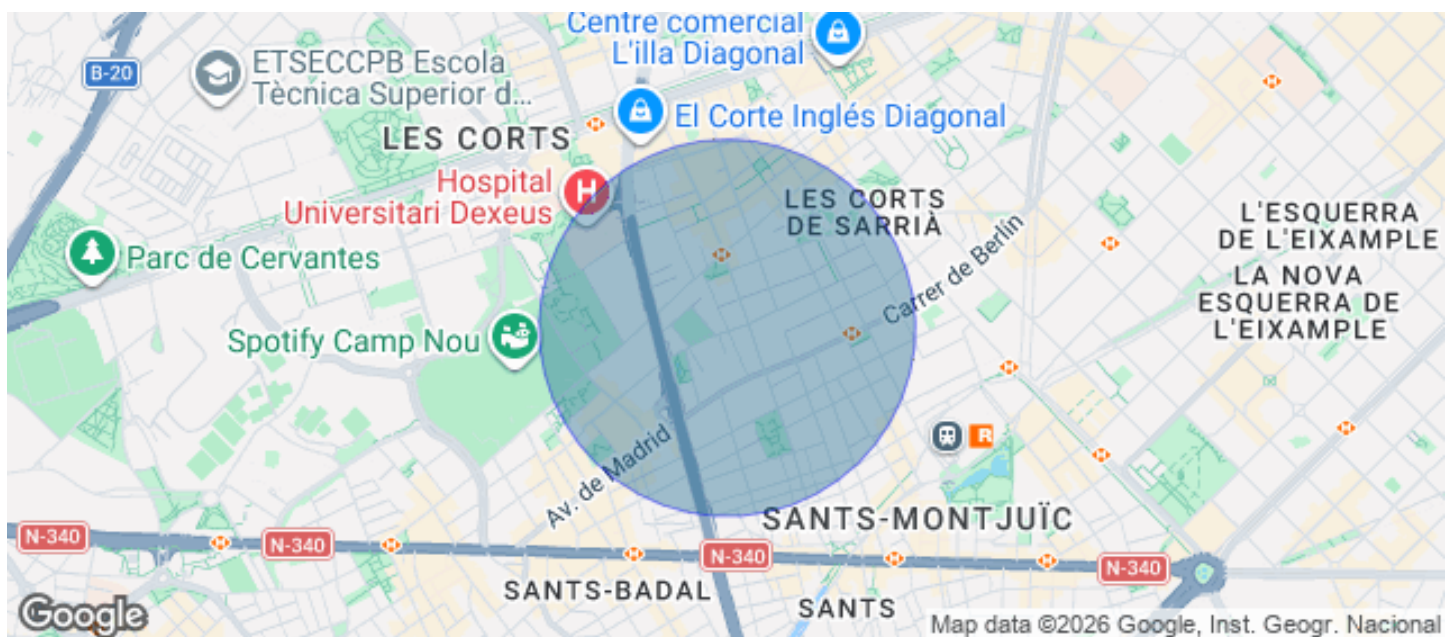 Centre comercial
L'illa Diagonal
B-20
ETSECCPB Escola
Tècnica Superior d...
El Corte Inglés Diagonal
LES CORTS
Hospital
Universitari Dexeus
H
LES CORTS
DE SARRIÀ
L'ESQUERRA
DE L'EIXAMPLE
Parc de Cervantes
LA NOVA
ESQUERRA DE
L'EIXAMPLE
Carrer de Berlín
Spotify Camp Nou
R
Av. de Madrid
SANTS-MONTJUÏC
N-340
N-340
N-340
N-340
SANTS-BADAL
SANTS
Google
Map data ©2026 Google, Inst. Geogr. Nacional